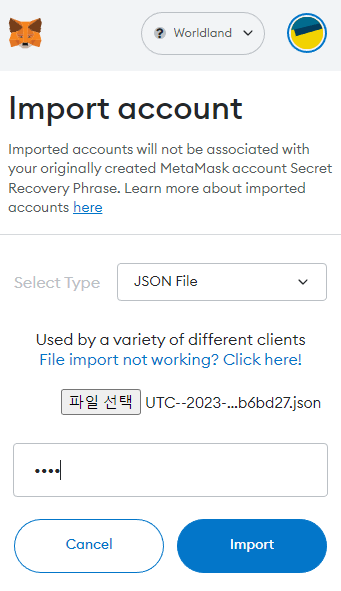 Worldland
Import account
Imported accounts will not be associated with
your originally created MetaMask account Secret
Recovery Phrase. Learn more about imported
accounts here
Select Type JSON File
Used by a variety of different clients
File import not working? Click here!
파일 선택 UTC--2023-...b6bd27.json
••••
Cancel Import